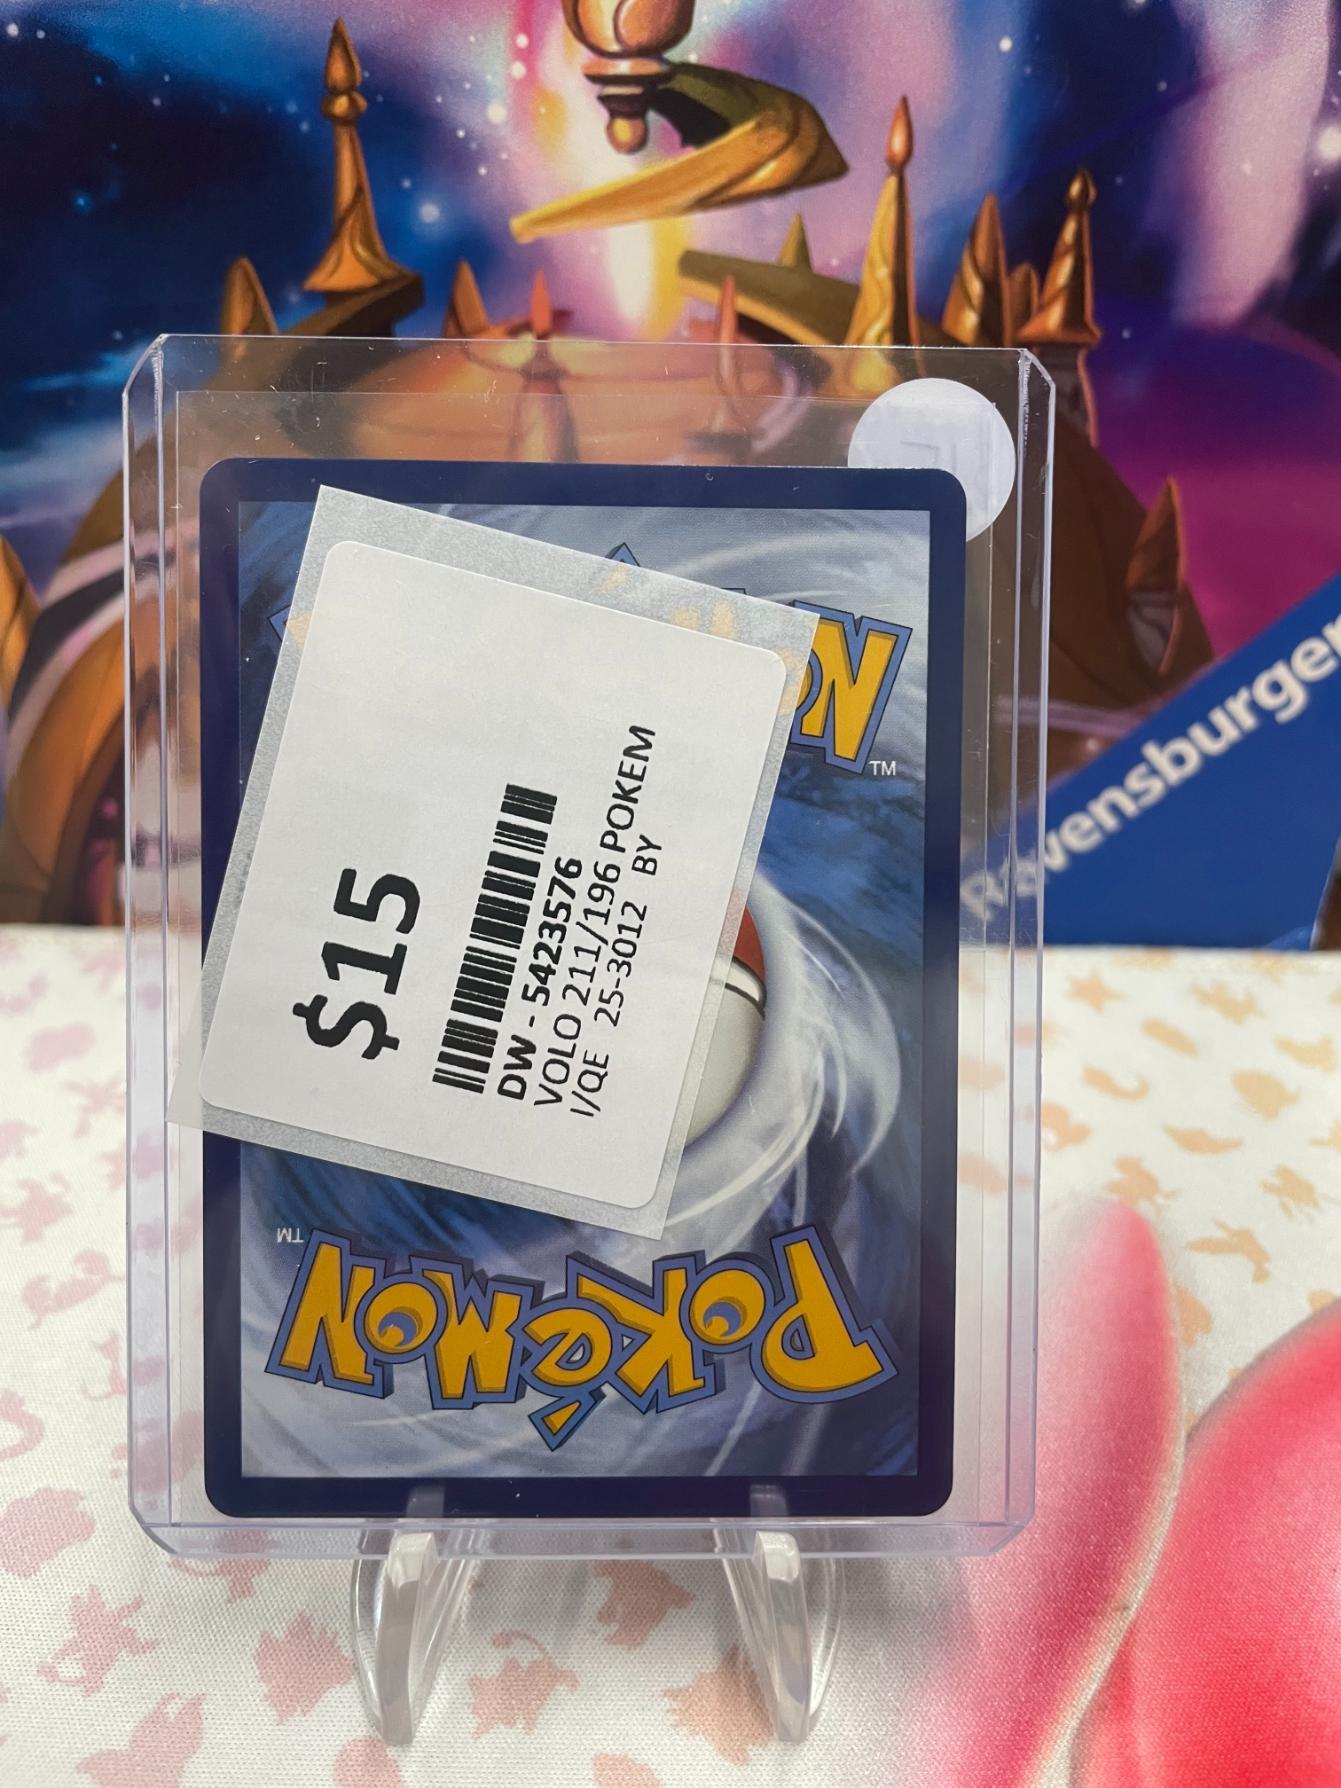 $15
DW - 5423576
VOLO 211/196 POKEM
I/QE 25-3012 BY
TM
Pokémon
TM
Ravensburger